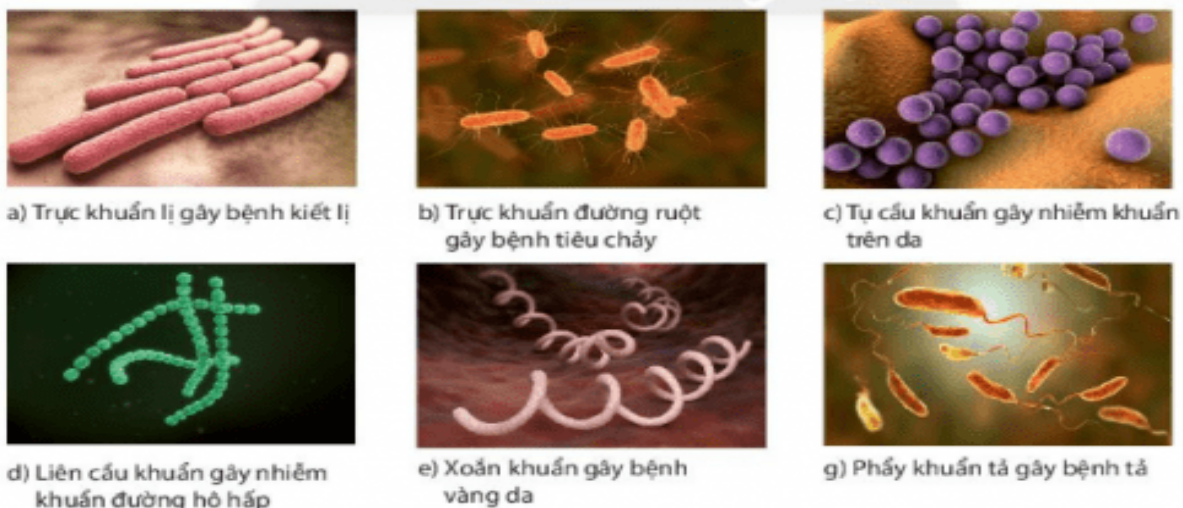 a) Trực khuẩn lị gây bệnh kiết lị
b) Trực khuẩn đường ruột
gây bệnh tiêu chảy
c) Tụ cầu khuẩn gây nhiễm khuẩn
trên da
d) Liên cầu khuẩn gây nhiễm
khuẩn đường hô hấp
e) Xoắn khuẩn gây bệnh
vàng da
g) Phẩy khuẩn tả gây bệnh tả